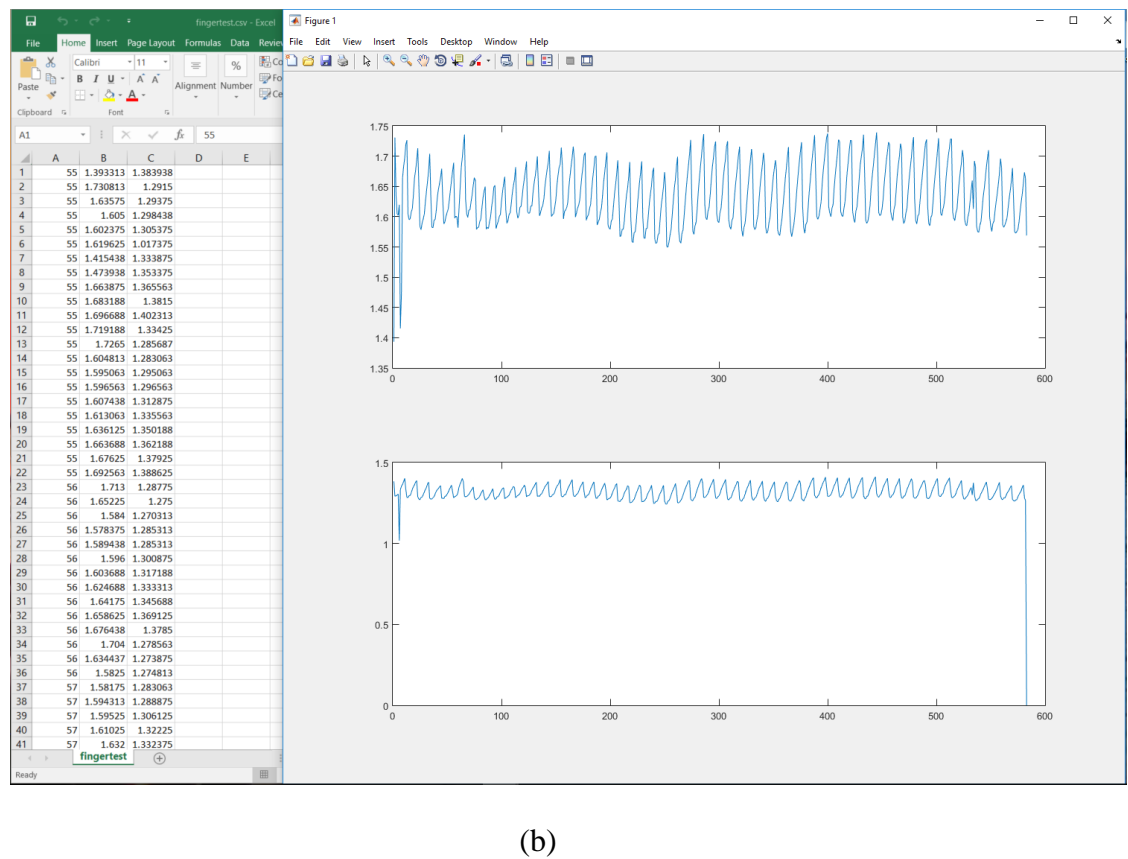 fingertest.csv - Excel
File Home Insert Page Layout Formulas Data Review
Paste
Calibri 11
B I U A A
A
Alignment Number
%
Co
Fo
Ce
Clipboard Font
A1 fx 55
A B C D E
1 55 1.393313 1.383938
2 55 1.730813 1.2915
3 55 1.63575 1.29375
4 55 1.605 1.298438
5 55 1.602375 1.305375
6 55 1.619625 1.017375
7 55 1.415438 1.333875
8 55 1.473938 1.353375
9 55 1.663875 1.365563
10 55 1.683188 1.3815
11 55 1.696688 1.402313
12 55 1.719188 1.33425
13 55 1.7265 1.285687
14 55 1.604813 1.283063
15 55 1.595063 1.295063
16 55 1.596563 1.296563
17 55 1.607438 1.312875
18 55 1.613063 1.335563
19 55 1.636125 1.350188
20 55 1.663688 1.362188
21 55 1.67625 1.37925
22 55 1.692563 1.388625
23 56 1.713 1.28775
24 56 1.65225 1.275
25 56 1.584 1.270313
26 56 1.578375 1.285313
27 56 1.589438 1.285313
28 56 1.596 1.300875
29 56 1.603688 1.317188
30 56 1.624688 1.333313
31 56 1.64175 1.345688
32 56 1.658625 1.369125
33 56 1.676438 1.3785
34 56 1.704 1.278563
35 56 1.634437 1.273875
36 56 1.5825 1.274813
37 57 1.58175 1.283063
38 57 1.594313 1.288875
39 57 1.59525 1.306125
40 57 1.61025 1.32225
41 57 1.632 1.332375
fingertest
Ready
Figure 1
File Edit View Insert Tools Desktop Window Help
1.75
1.7
1.65
1.6
1.55
1.5
1.45
1.4
1.35
0 100 200 300 400 500 600
1.5
1
0.5
0
0 100 200 300 400 500 600
(b)